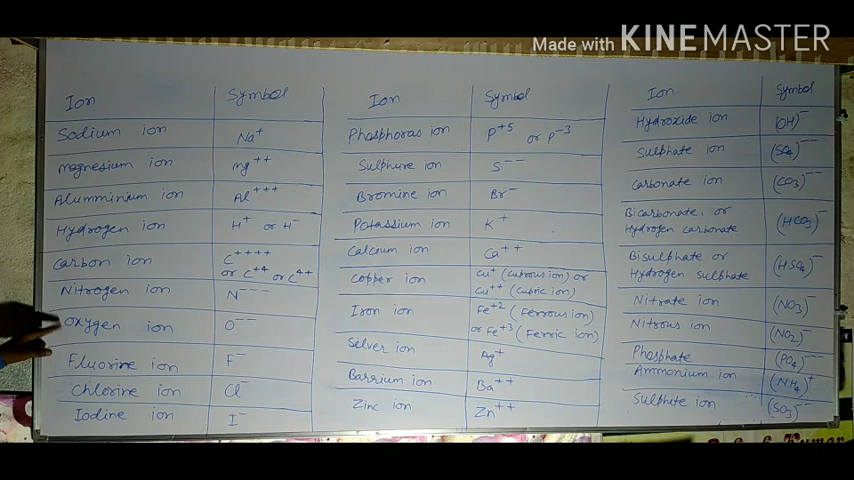 Made with KINEMASTER
Ion Symbol
Sodium ion Na⁺
Magnesium ion mg⁺⁺
Alumminium ion Al⁺⁺⁺
Hydrogen ion H⁺ or H⁻
Carbon ion C⁺⁺⁺⁺
or C⁺⁴ or C⁴⁺
Nitrogen ion N⁻⁻⁻
Oxygen ion O⁻⁻
Fluorine ion F⁻
Chlorine ion Cl⁻
Iodine ion I⁻
Ion Symbol
Phosphoras ion P⁺⁵ or P⁻³
Sulphure ion S⁻⁻
Bromine ion Br⁻
Potassium ion K⁺
Calcium ion Ca⁺⁺
Copper ion Cu⁺ (cuprous ion) or
Cu⁺⁺ (cupric ion)
Iron ion Fe⁺² (Ferrous ion)
or Fe⁺³ (Ferric ion)
Silver ion Ag⁺
Barrium ion Ba⁺⁺
Zinc ion Zn⁺⁺
Ion Symbol
Hydroxide ion (OH)⁻
Sulphate ion (SO₄)⁻⁻
Carbonate ion (CO₃)⁻⁻
Bicarbonate or
Hydrogen carbonate (HCO₃)⁻
Bisulphate or
Hydrogen sulphate (HSO₄)⁻
Nitrate ion (NO₃)⁻
Nitrous ion (NO₂)⁻
Phosphate (PO₄)⁻⁻⁻
Ammonium ion (NH₄)⁺
Sulphite ion (SO₃)⁻⁻
Kumar